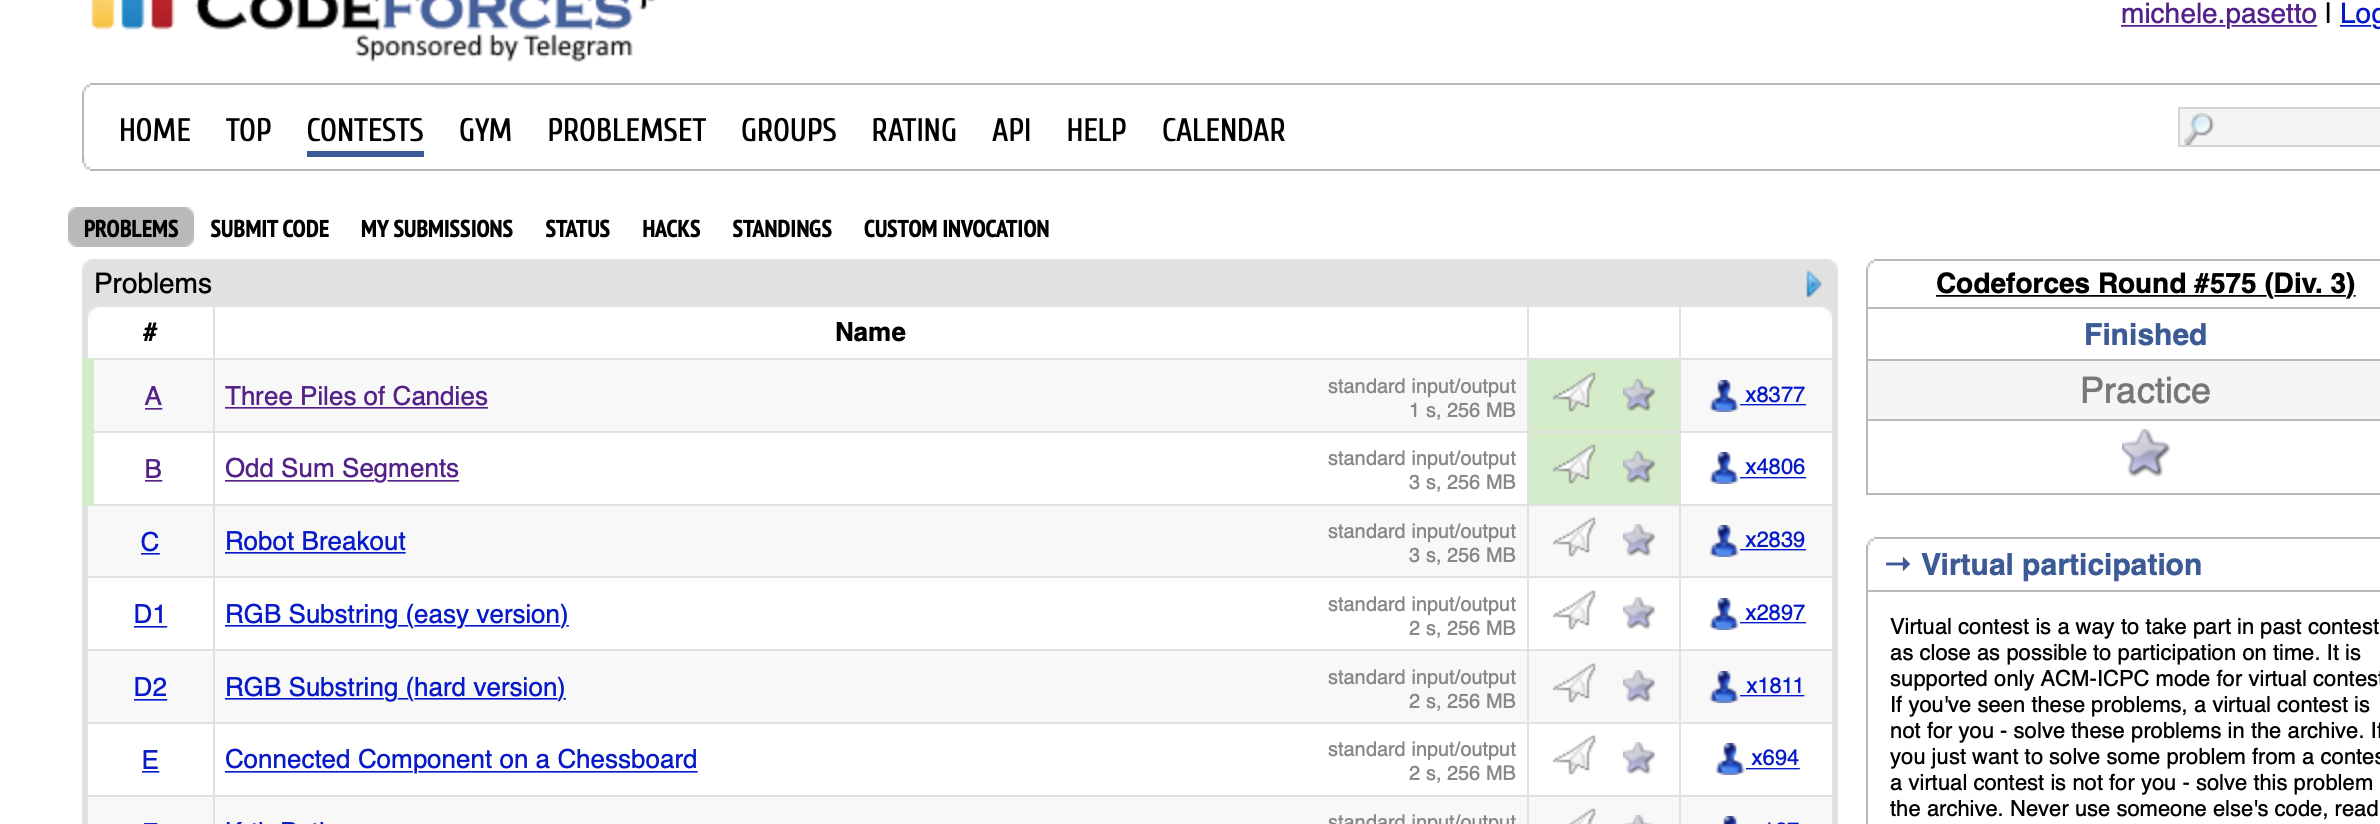 CODEFORCES
Sponsored by Telegram
michele.pasetto |
HOME TOP CONTESTS GYM PROBLEMSET GROUPS RATING API HELP CALENDAR
PROBLEMS SUBMIT CODE MY SUBMISSIONS STATUS HACKS STANDINGS CUSTOM INVOCATION
Problems
# Name
A Three Piles of Candies standard input/output
1 s, 256 MB
x8377
B Odd Sum Segments standard input/output
3 s, 256 MB
x4806
C Robot Breakout standard input/output
3 s, 256 MB
x2839
D1 RGB Substring (easy version) standard input/output
2 s, 256 MB
x2897
D2 RGB Substring (hard version) standard input/output
2 s, 256 MB
x1811
E Connected Component on a Chessboard standard input/output
2 s, 256 MB
x694
standard input/output
Codeforces Round #575 (Div. 3)
Finished
Practice
→ Virtual participation
Virtual contest is a way to take part in past contest
as close as possible to participation on time. It is
supported only ACM-ICPC mode for virtual contest
If you've seen these problems, a virtual contest is
not for you - solve these problems in the archive. If
you just want to solve some problem from a contes
a virtual contest is not for you - solve this problem
the archive. Never use someone else's code, read